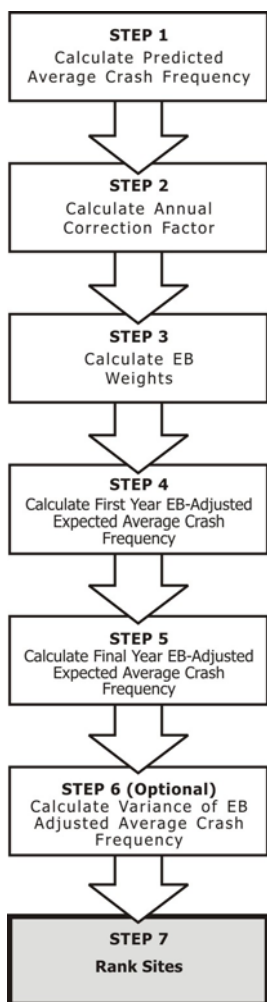 STEP 1
Calculate Predicted
Average Crash Frequency
STEP 2
Calculate Annual
Correction Factor
STEP 3
Calculate EB
Weights
STEP 4
Calculate First Year EB-Adjusted
Expected Average Crash
Frequency
STEP 5
Calculate Final Year EB-Adjusted
Expected Average Crash
Frequency
STEP 6 (Optional)
Calculate Variance of EB
Adjusted Average Crash
Frequency
STEP 7
Rank Sites